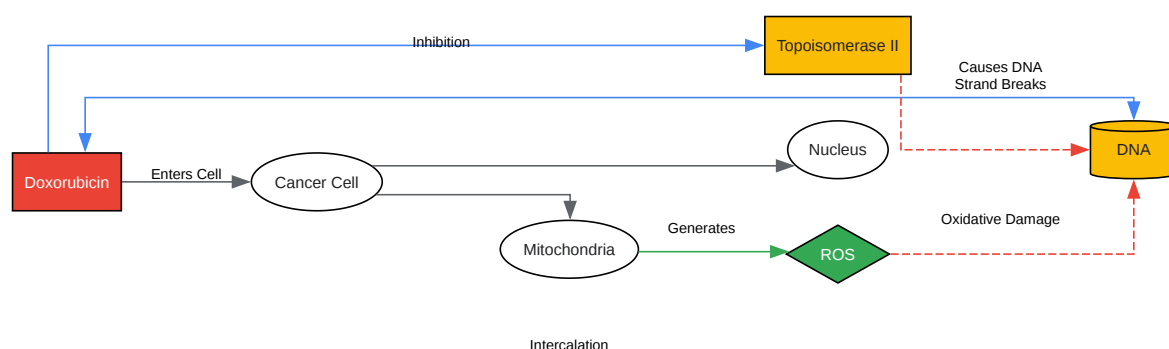 Inhibition
Topoisomerase II
Causes DNA
Strand Breaks
Doxorubicin
Enters Cell
Cancer Cell
Nucleus
DNA
Mitochondria
Generates
ROS
Oxidative Damage
Intercalation